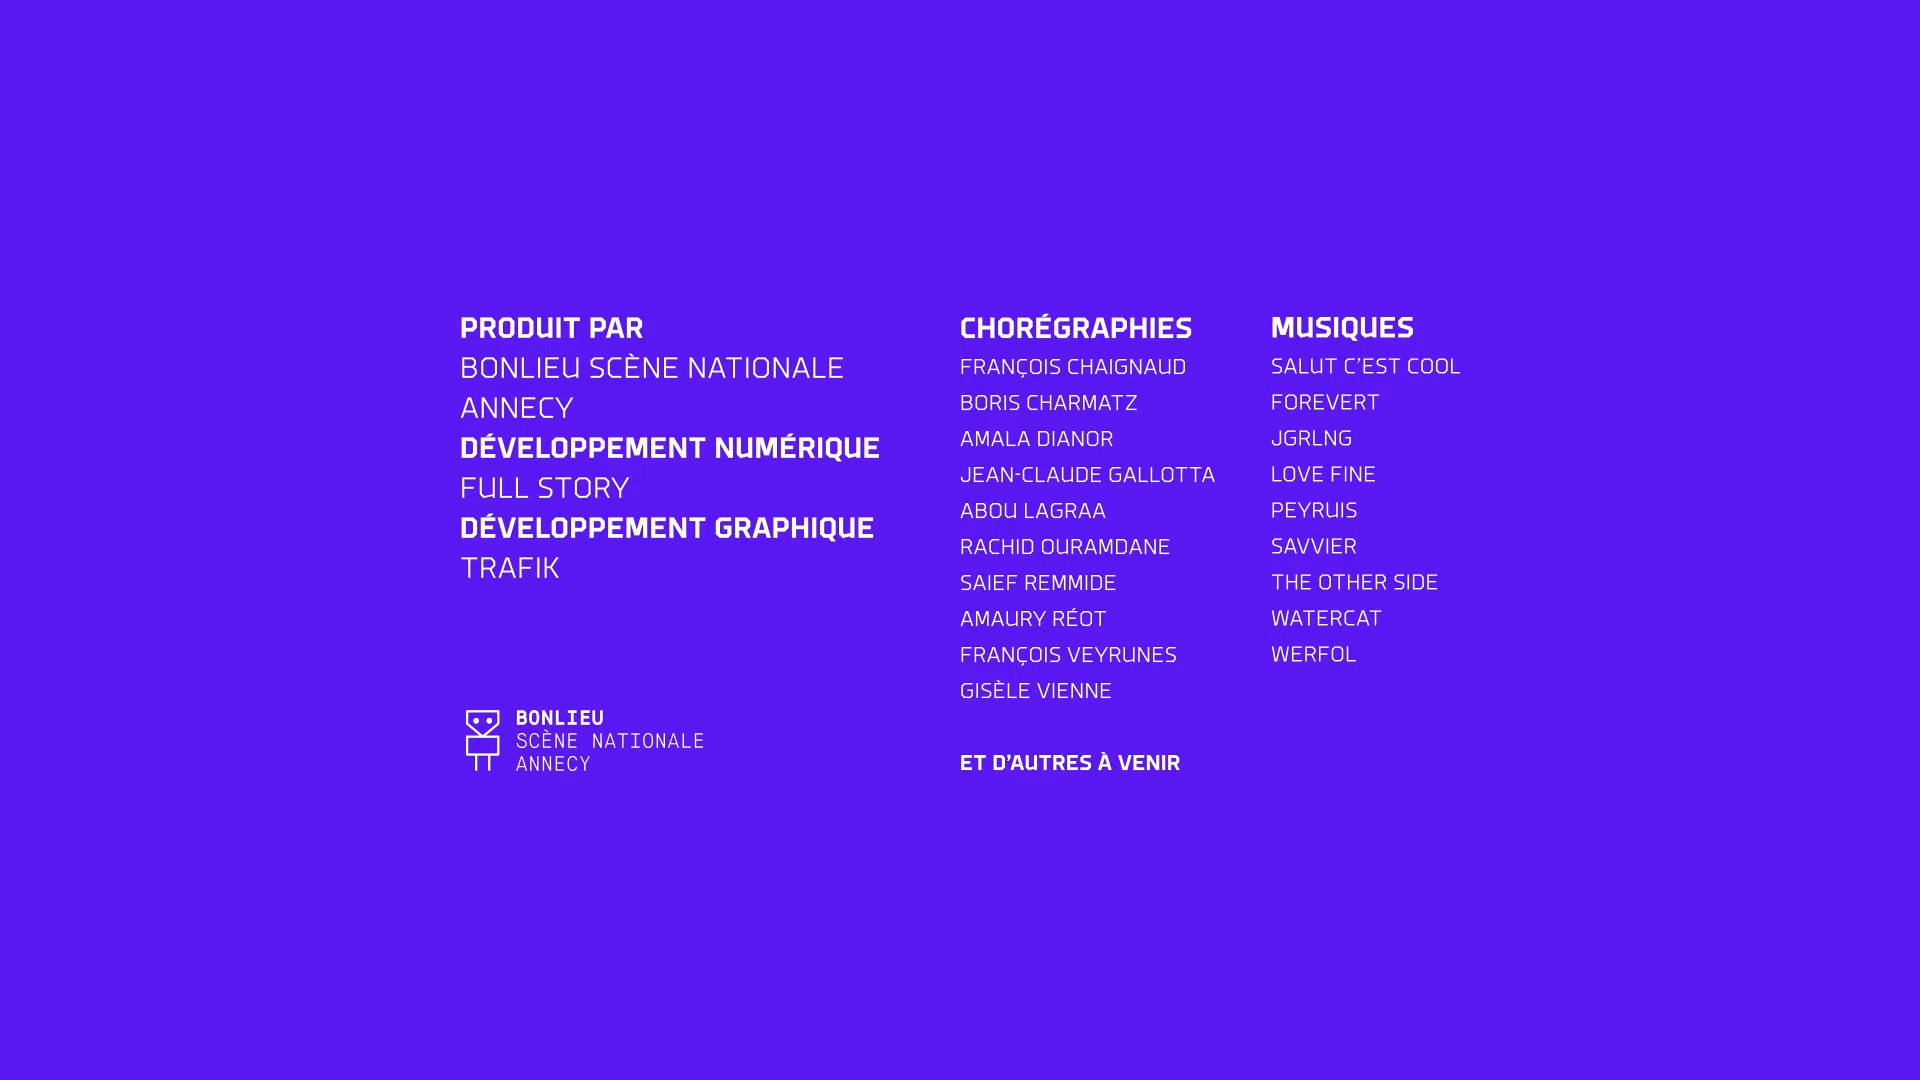 PRODUIT PAR
BONLIEU SCÈNE NATIONALE
ANNECY
DÉVELOPPEMENT NUMÉRIQUE
FULL STORY
DÉVELOPPEMENT GRAPHIQUE
TRAFIK
BONLIEU
SCÈNE NATIONALE
ANNECY
CHORÉGRAPHIES
FRANÇOIS CHAIGNAUD
BORIS CHARMATZ
AMALA DIANOR
JEAN-CLAUDE GALLOTTA
ABOU LAGRAA
RACHID OURAMDANE
SAIEF REMMIDE
AMAURY RÉOT
FRANÇOIS VEYRUNES
GISÈLE VIENNE
ET D’AUTRES À VENIR
MUSIQUES
SALUT C’EST COOL
FOREVERT
JGRLNG
LOVE FINE
PEYRUIS
SAVVIER
THE OTHER SIDE
WATERCAT
WERFOL